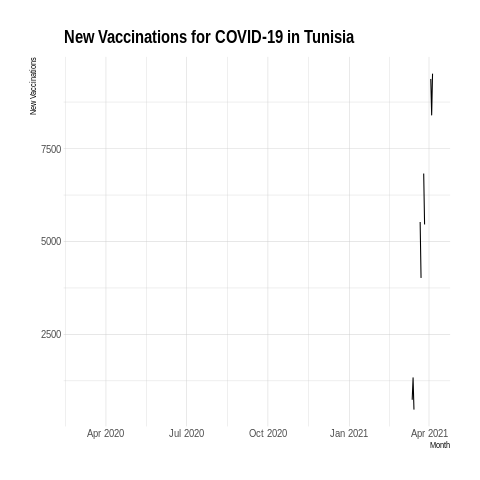 New Vaccinations for COVID-19 in Tunisia
New Vaccinations
7500
5000
2500
Apr 2020 Jul 2020 Oct 2020 Jan 2021 Apr 2021
Month